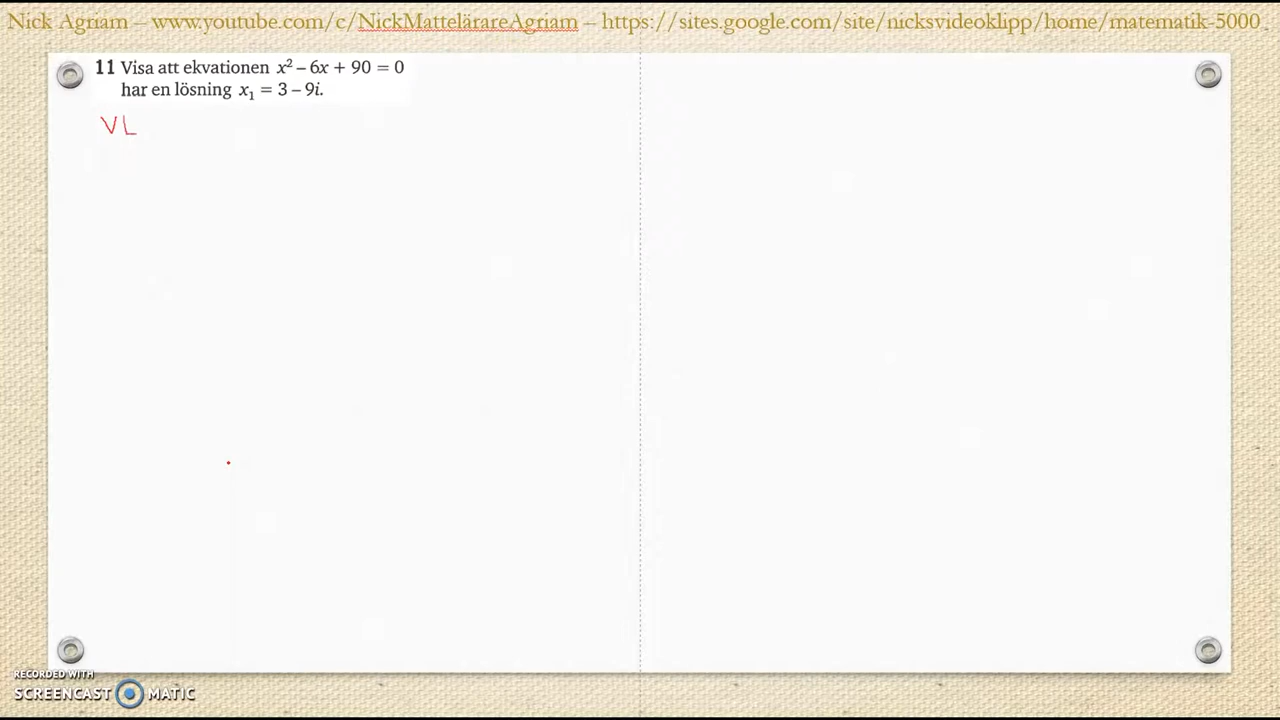 Nick Agriam – www.youtube.com/c/NickMattelärareAgriam – https://sites.google.com/site/nicksvideoklipp/home/matematik-5000
11 Visa att ekvationen x² – 6x + 90 = 0
har en lösning x₁ = 3 – 9i.
VL
RECORDED WITH
SCREENCAST MATIC